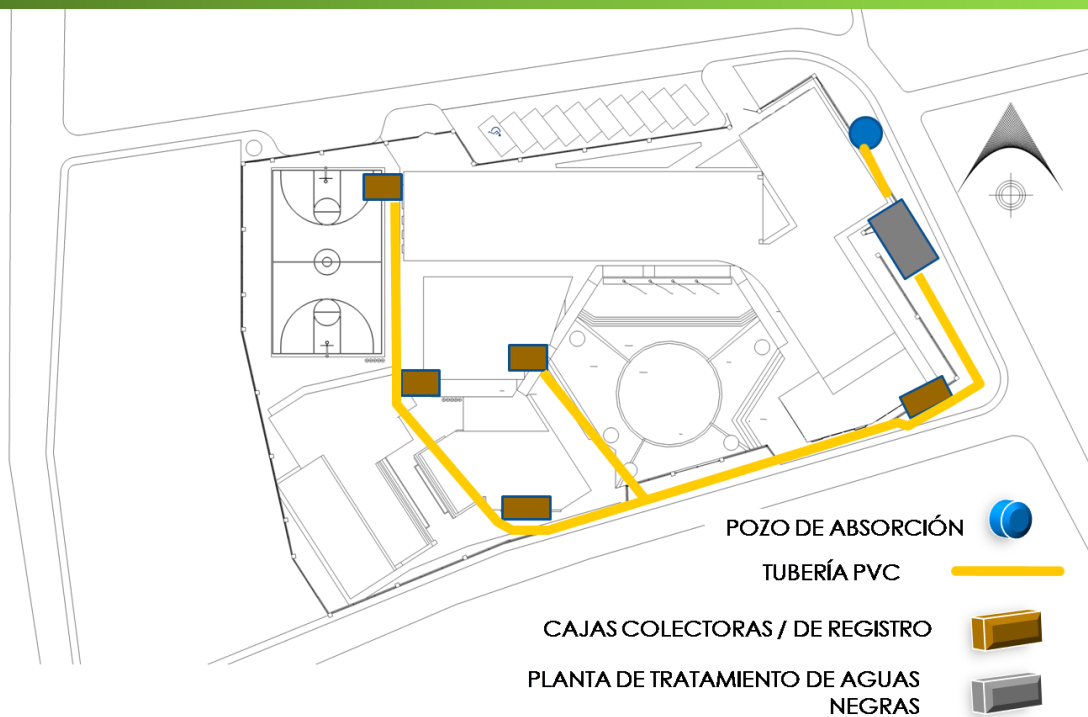 POZO DE ABSORCIÓN
TUBERÍA PVC
CAJAS COLECTORAS / DE REGISTRO
PLANTA DE TRATAMIENTO DE AGUAS
NEGRAS